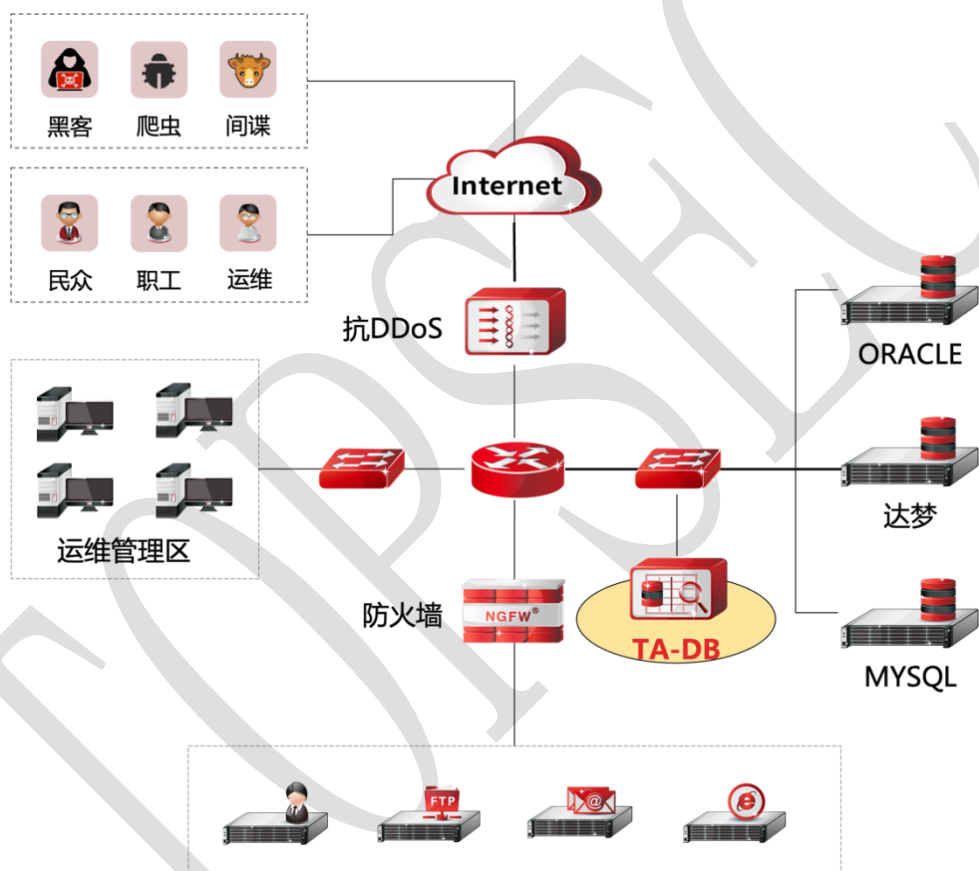 黑客 爬虫 间谍
Internet
民众 职工 运维
抗DDoS
ORACLE
运维管理区
达梦
防火墙
NGFW®
TA-DB
MYSQL
FTP
@
TOPSEC